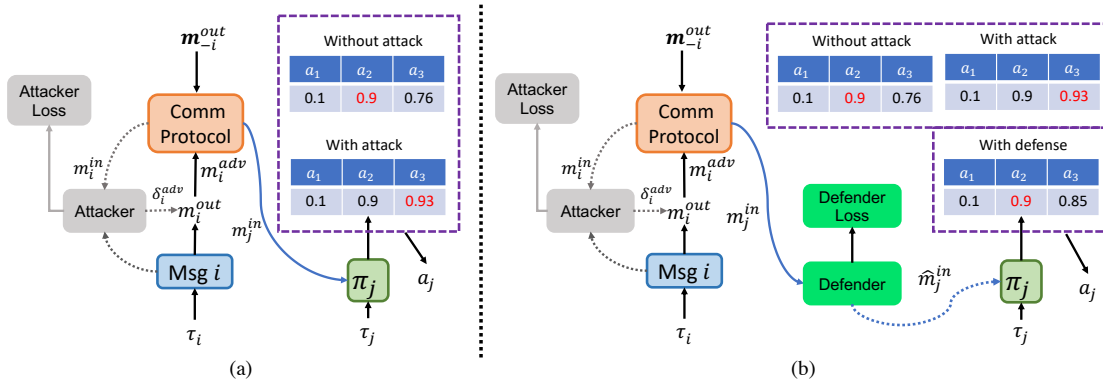 m_{-i}^{out}
Attacker
Loss
Comm
Protocol
m_i^{in}
m_i^{adv}
δ_i^{adv}
Attacker
m_i^{out}
m_j^{in}
Msg i
τ_i
Without attack
a_1 a_2 a_3
0.1 0.9 0.76
With attack
a_1 a_2 a_3
0.1 0.9 0.93
π_j
a_j
τ_j
(a)
m_{-i}^{out}
Attacker
Loss
Comm
Protocol
m_i^{in}
m_i^{adv}
δ_i^{adv}
Attacker
m_i^{out}
m_j^{in}
Msg i
τ_i
Without attack
a_1 a_2 a_3
0.1 0.9 0.76
With attack
a_1 a_2 a_3
0.1 0.9 0.93
With defense
a_1 a_2 a_3
0.1 0.9 0.85
Defender
Loss
Defender
\hat{m}_j^{in}
π_j
a_j
τ_j
(b)